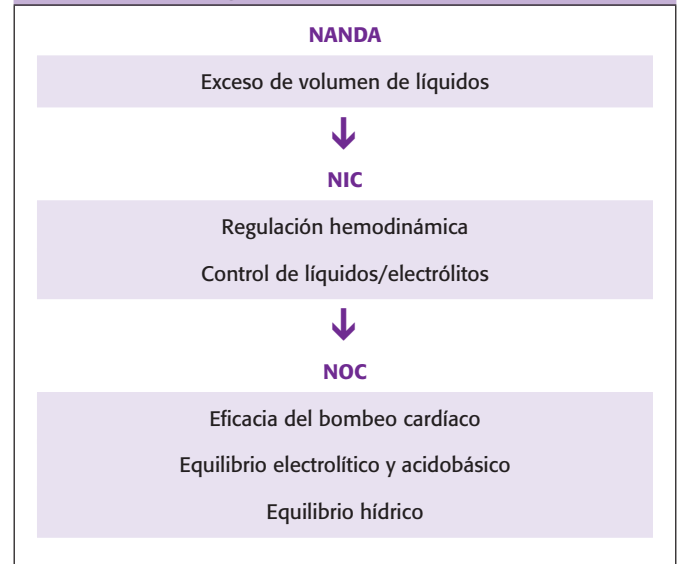 NANDA
Exceso de volumen de líquidos
NIC
Regulación hemodinámica
Control de líquidos/electrólitos
NOC
Eficacia del bombeo cardíaco
Equilibrio electrolítico y acidobásico
Equilibrio hídrico